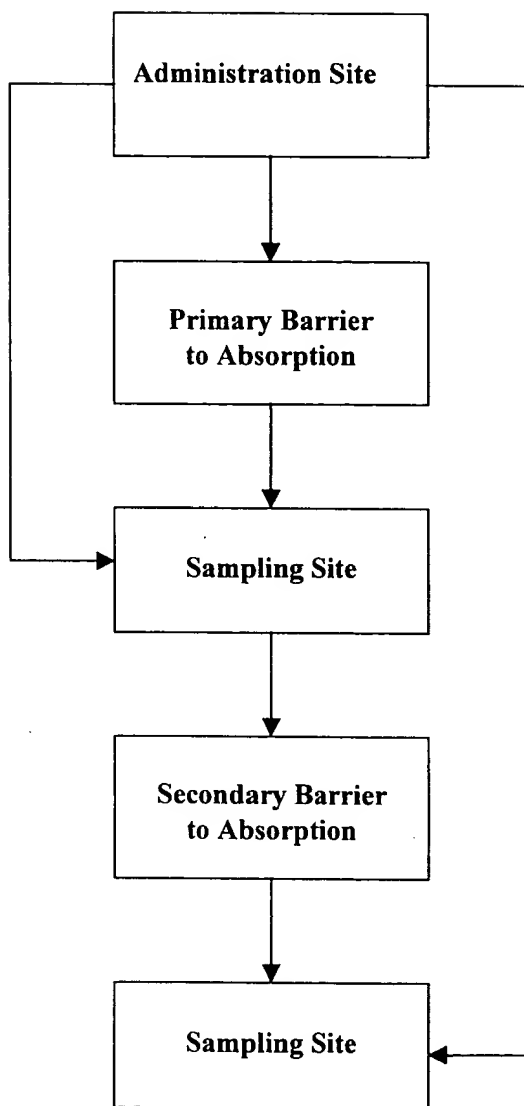 Administration Site
Primary Barrier
to Absorption
Sampling Site
Secondary Barrier
to Absorption
Sampling Site